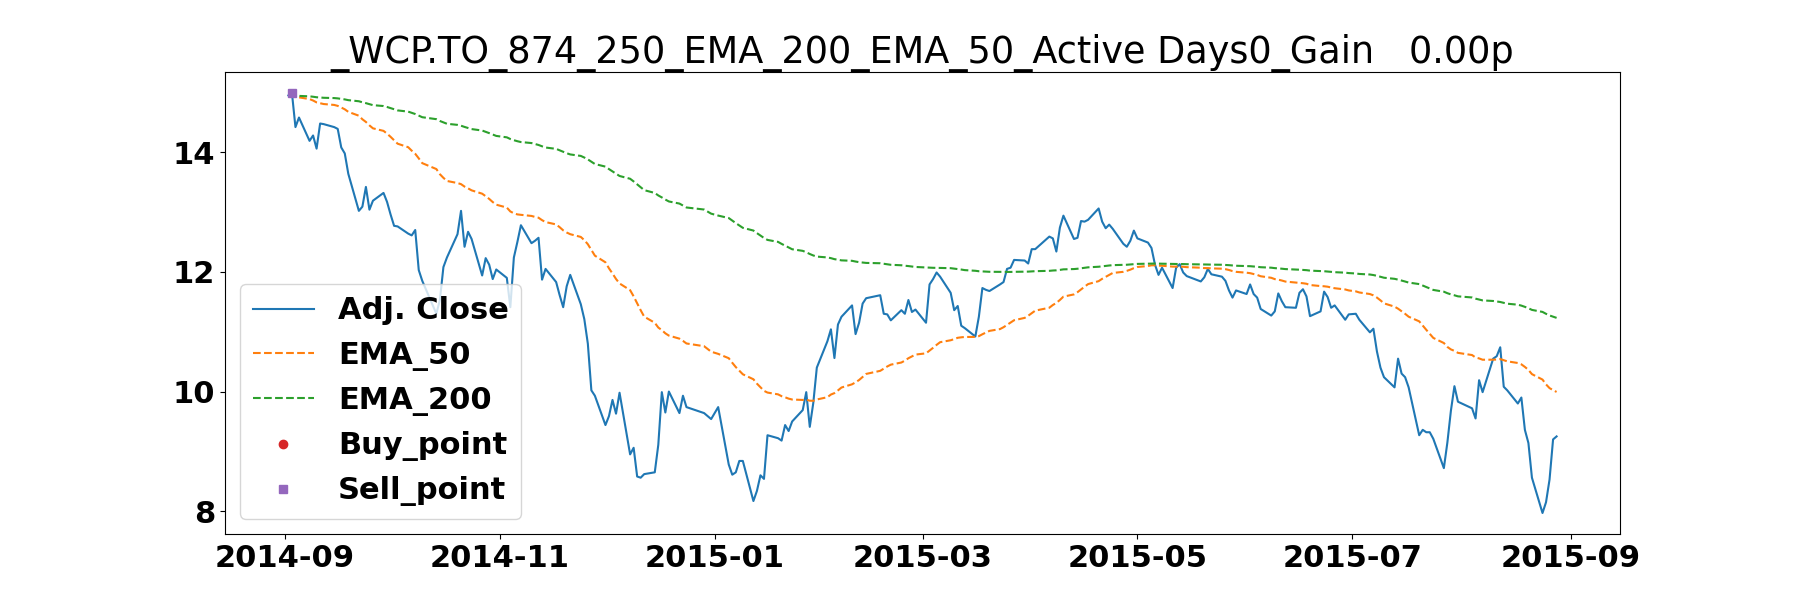 _WCP.TO_874_250_EMA_200_EMA_50_Active Days0_Gain   0.00p
14
12
10
8
Adj. Close
EMA_50
EMA_200
Buy_point
Sell_point
2014-09 2014-11 2015-01 2015-03 2015-05 2015-07 2015-09